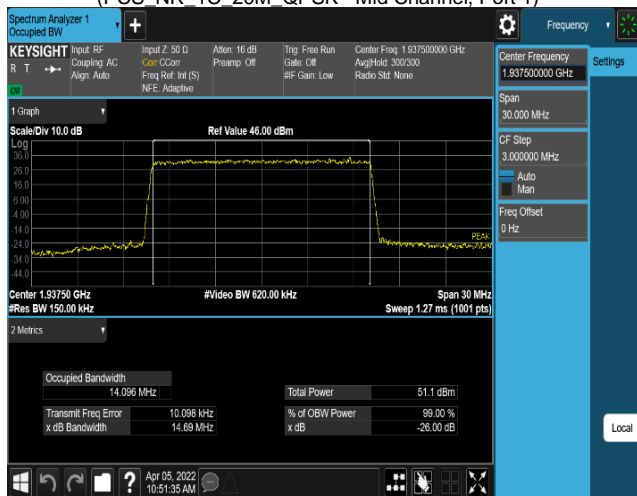 (PCS_NR_1C_20M_QPSK - Mid Channel, Port 1)
Spectrum Analyzer 1
Occupied BW
Frequency
KEYSIGHT
R T
Input: RF
Coupling: AC
Align: Auto
Input Z: 50 Ω
Corr CCorr
Freq Ref: Int (S)
NFE: Adaptive
Atten: 16 dB
Preamp: Off
Trig: Free Run
Gate: Off
#IF Gain: Low
Center Freq: 1.937500000 GHz
Avg|Hold: 300/300
Radio Std: None
Center Frequency
1.937500000 GHz
Settings
Span
30.000 MHz
CF Step
3.000000 MHz
Auto
Man
Freq Offset
0 Hz
1 Graph
Scale/Div 10.0 dB
Ref Value 46.00 dBm
Log
36.0
26.0
16.0
6.00
-4.00
-14.0
-24.0
-34.0
-44.0
PEAK
Center 1.93750 GHz
#Video BW 620.00 kHz
Span 30 MHz
#Res BW 150.00 kHz
Sweep 1.27 ms (1001 pts)
2 Metrics
Occupied Bandwidth
14.096 MHz
Total Power 51.1 dBm
Transmit Freq Error 10.098 kHz
% of OBW Power 99.00 %
x dB Bandwidth 14.69 MHz
x dB -26.00 dB
Local
Apr 05, 2022
10:51:35 AM